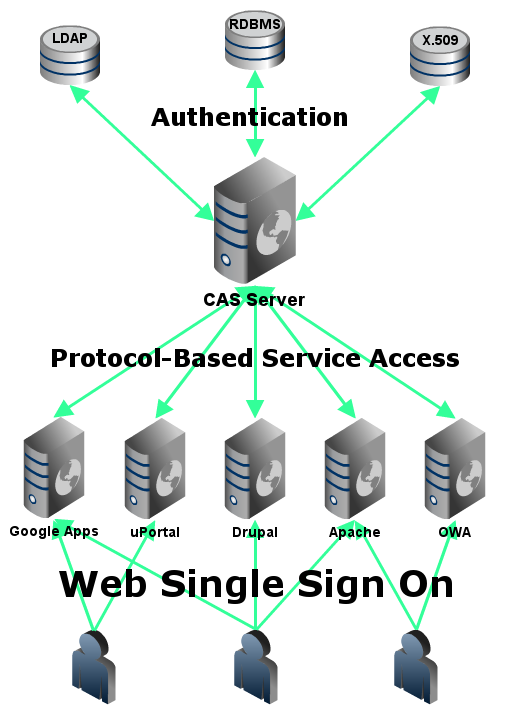 LDAP
RDBMS
X.509
Authentication
CAS Server
Protocol-Based Service Access
Google Apps
uPortal
Drupal
Apache
OWA
Web Single Sign On